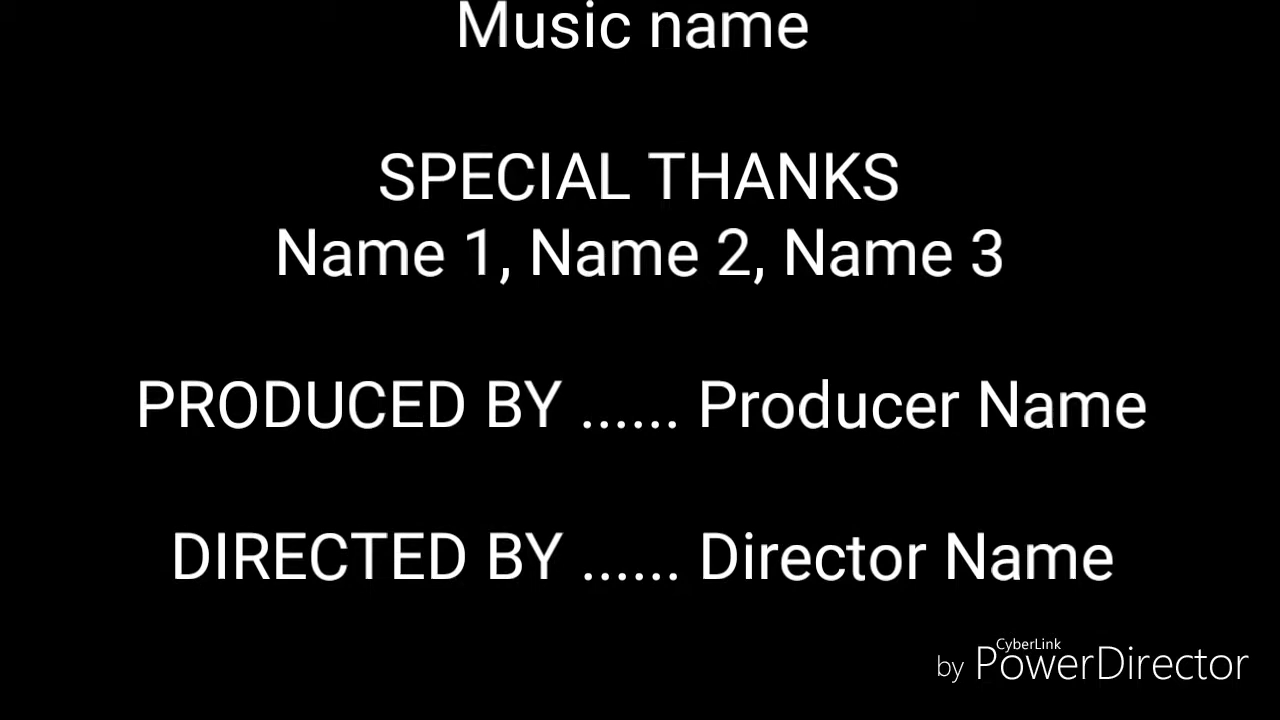 Music name
SPECIAL THANKS
Name 1, Name 2, Name 3
PRODUCED BY ...... Producer Name
DIRECTED BY ...... Director Name
CyberLink
by PowerDirector